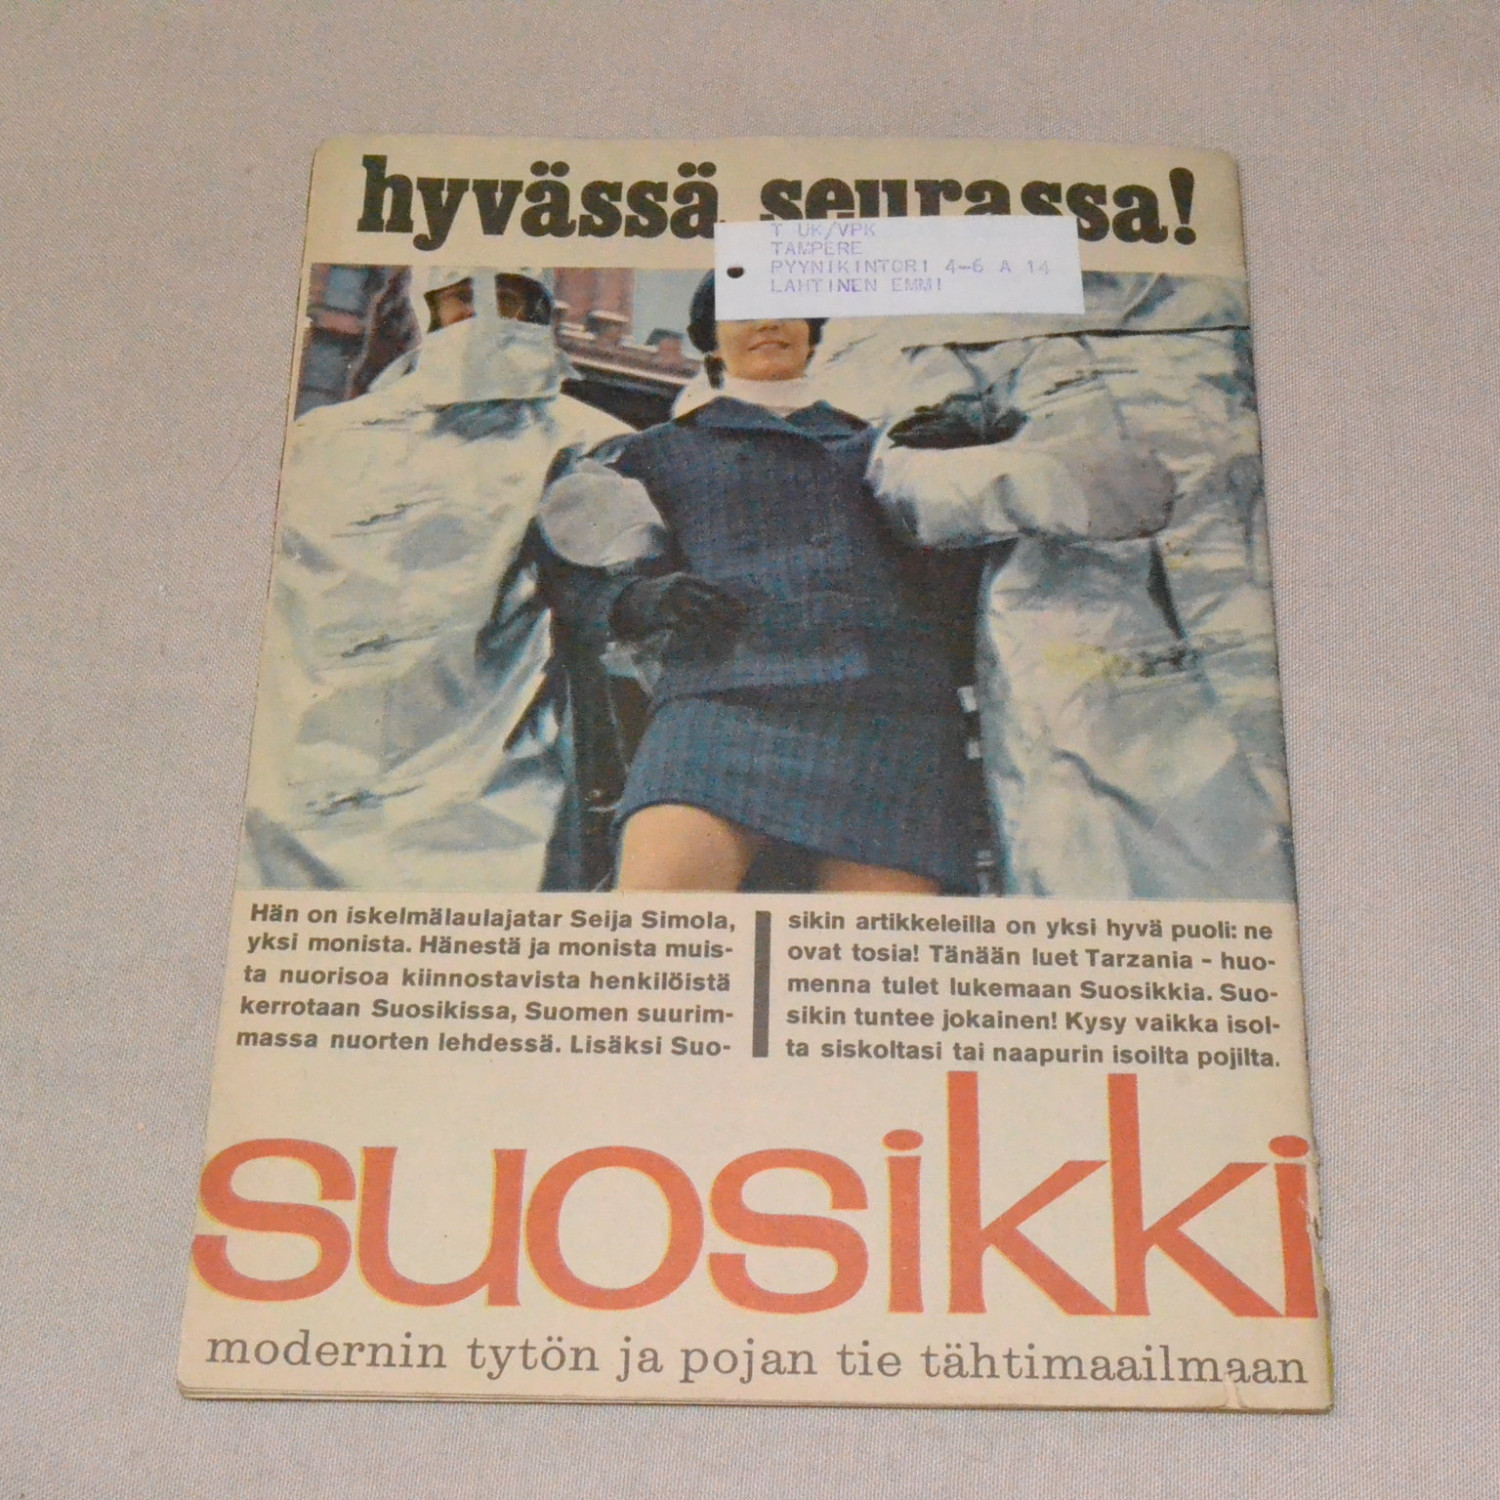 hyvässä seurassa!
T UK/VPK
TAMPERE
PYYNIKINTORI 4-6 A 14
LAHTINEN EMMI
Hän on iskelmälaulajatar Seija Simola,
yksi monista. Hänestä ja monista muis-
ta nuorisoa kiinnostavista henkilöistä
kerrotaan Suosikissa, Suomen suurim-
massa nuorten lehdessä. Lisäksi Suo-
sikin artikkeleilla on yksi hyvä puoli: ne
ovat tosia! Tänään luet Tarzania - huo-
menna tulet lukemaan Suosikkia. Suo-
sikin tuntee jokainen! Kysy vaikka isol-
ta siskoltasi tai naapurin isoilta pojilta.
suosikki
modernin tytön ja pojan tie tähtimaailmaan